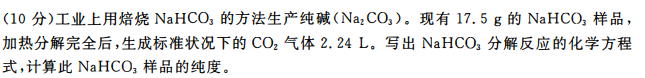 (10 分)工业上用焙烧 NaHCO₃ 的方法生产纯碱(Na₂CO₃)。现有 17.5 g 的 NaHCO₃ 样品,
加热分解完全后,生成标准状况下的 CO₂ 气体 2.24 L。写出 NaHCO₃ 分解反应的化学方程
式,计算此 NaHCO₃ 样品的纯度。